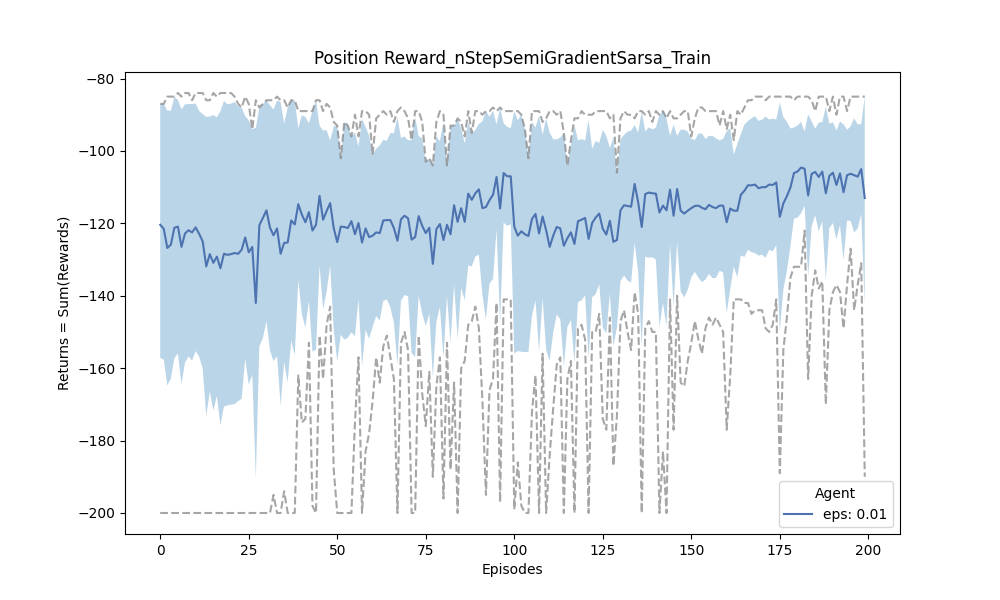 Position Reward_nStepSemiGradientSarsa_Train
Returns = Sum(Rewards)
−80
−100
−120
−140
−160
−180
−200
0 25 50 75 100 125 150 175 200
Episodes
Agent
eps: 0.01